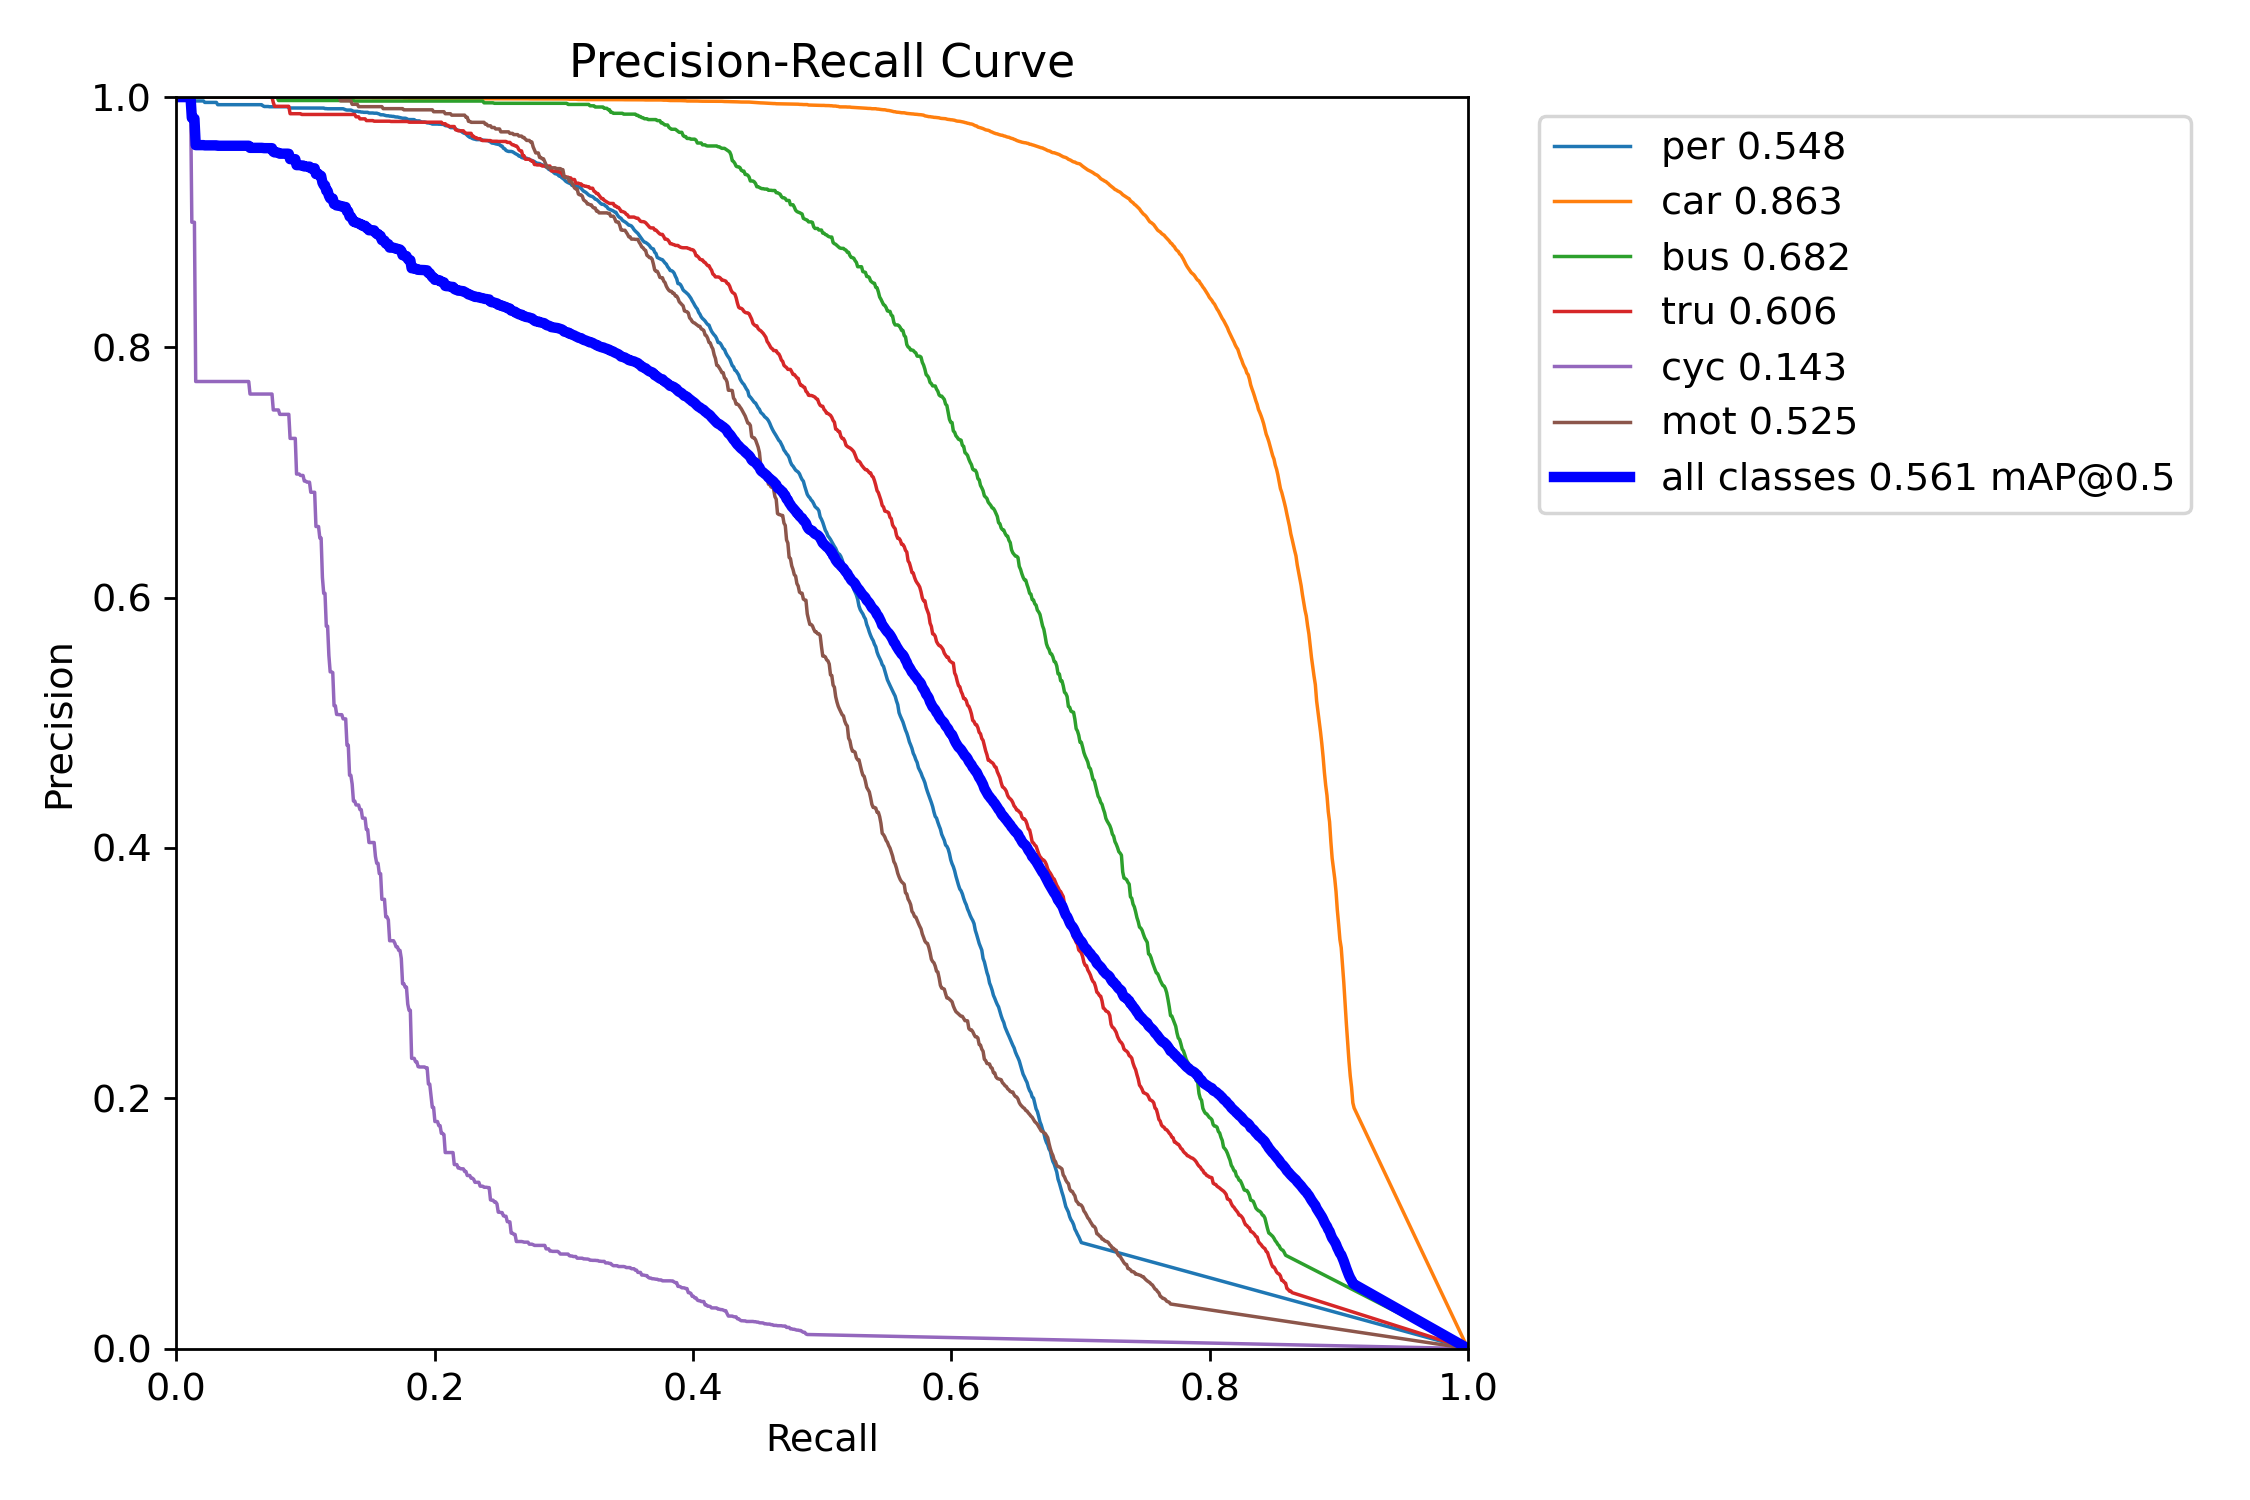 Precision-Recall Curve
1.0
0.8
0.6
0.4
0.2
0.0
Precision
0.0 0.2 0.4 0.6 0.8 1.0
Recall
per 0.548
car 0.863
bus 0.682
tru 0.606
cyc 0.143
mot 0.525
all classes 0.561 mAP@0.5